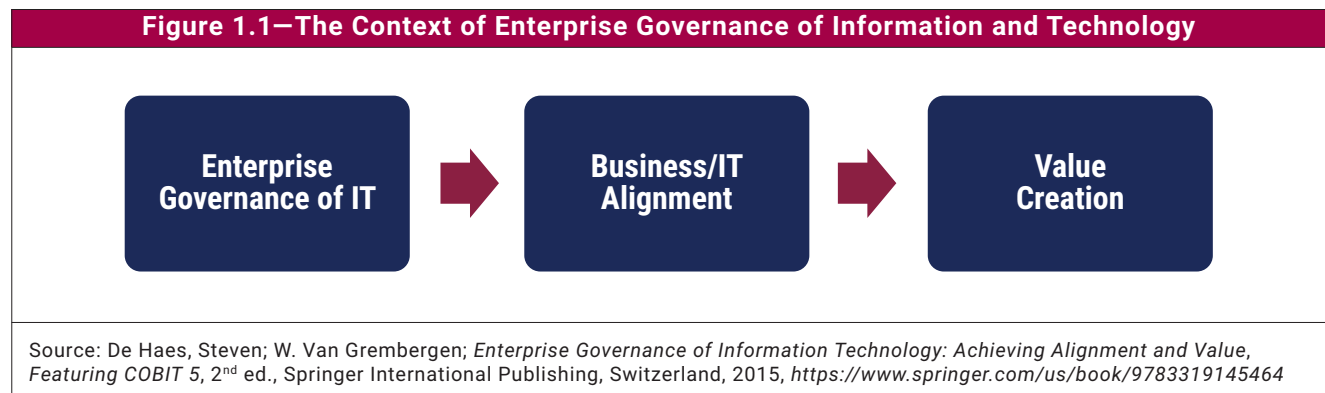 Figure 1.1—The Context of Enterprise Governance of Information and Technology
Enterprise
Governance of IT
Business/IT
Alignment
Value
Creation
Source: De Haes, Steven; W. Van Grembergen; Enterprise Governance of Information Technology: Achieving Alignment and Value,
Featuring COBIT 5, 2nd ed., Springer International Publishing, Switzerland, 2015, https://www.springer.com/us/book/9783319145464